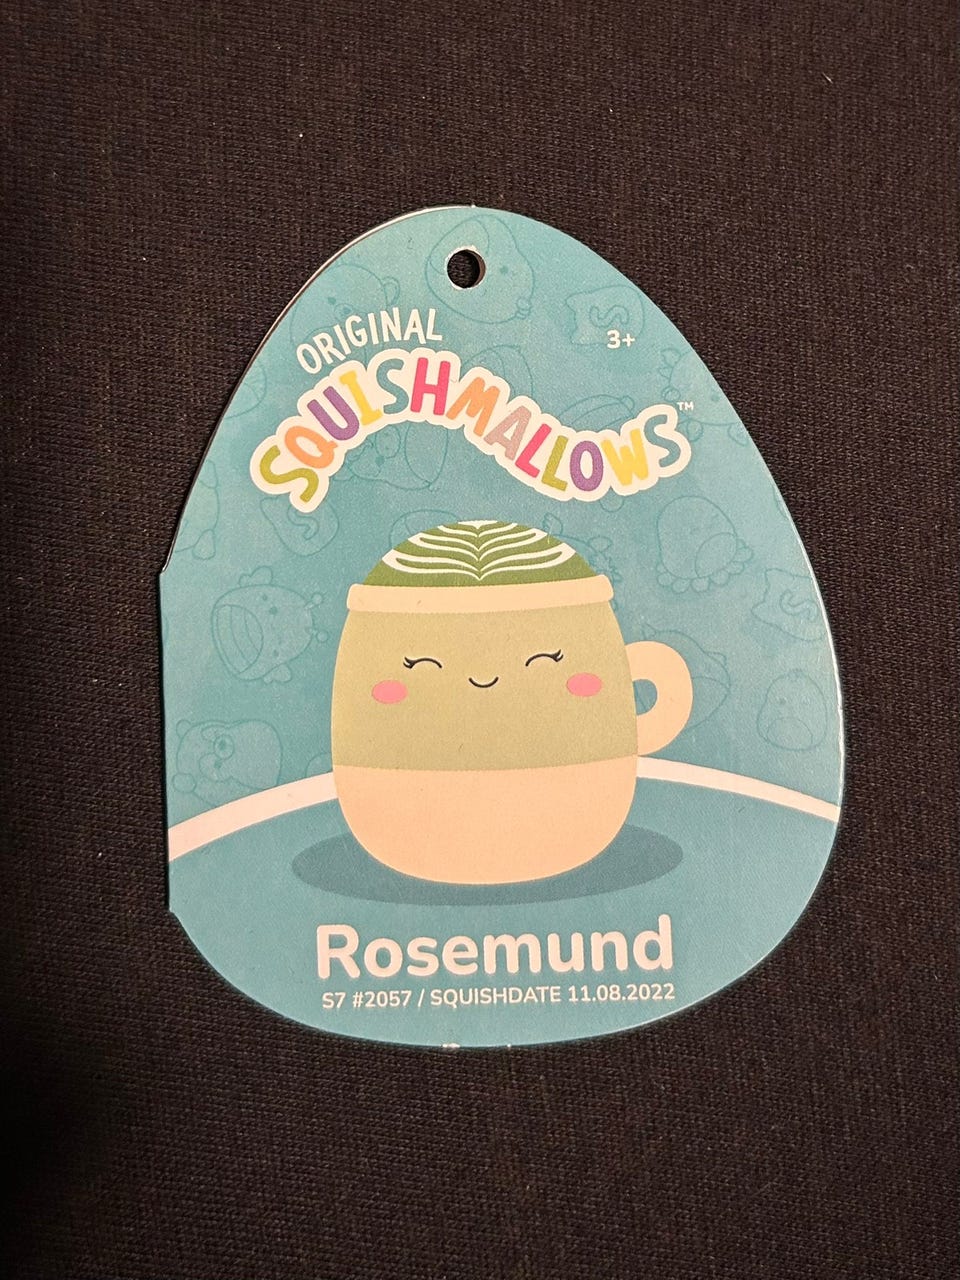 ORIGINAL
SQUISHMALLOWS™
3+
Rosemund
S7 #2057 / SQUISHDATE 11.08.2022